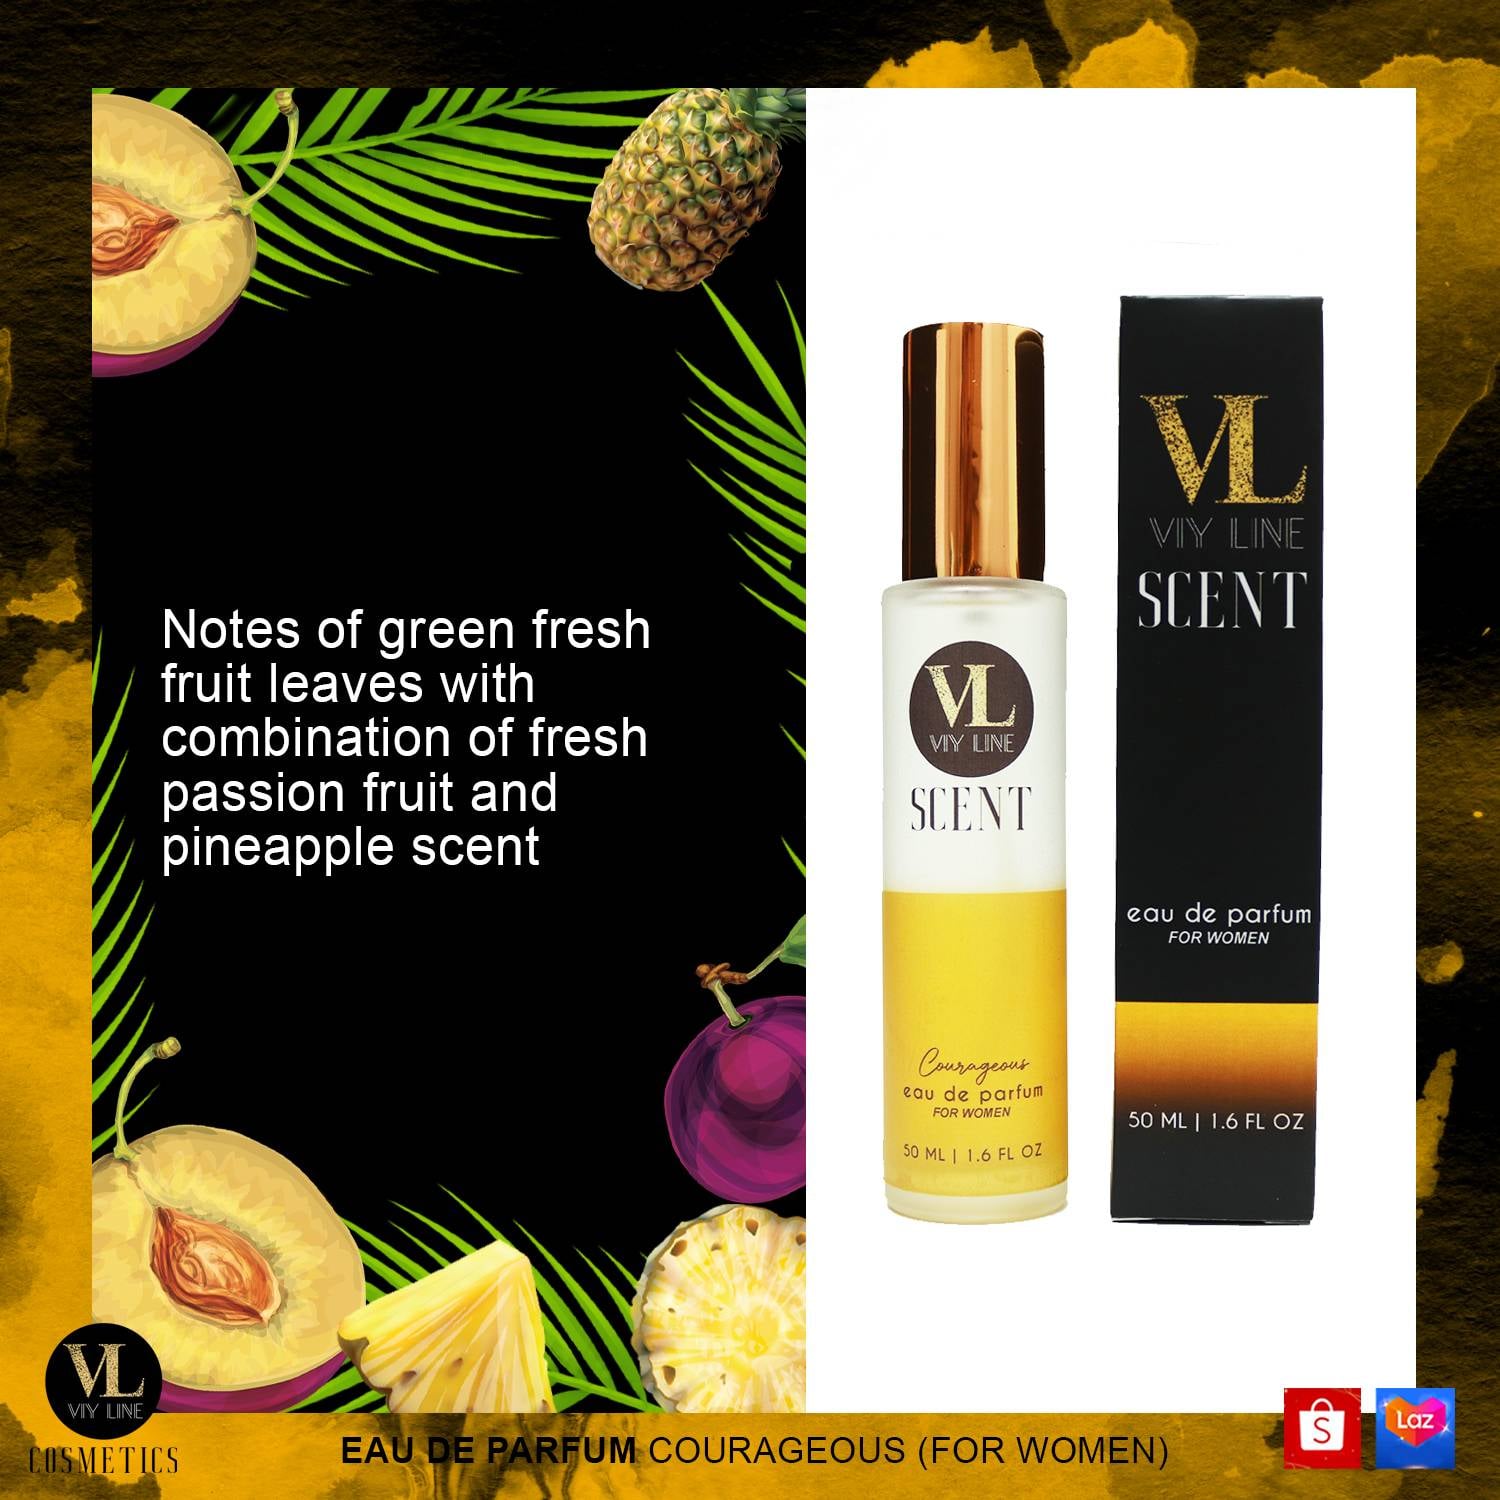 Notes of green fresh
fruit leaves with
combination of fresh
passion fruit and
pineapple scent
VL
VIY LINE
SCENT
Courageous
eau de parfum
FOR WOMEN
50 ML | 1.6 FL OZ
VL
VIY LINE
SCENT
eau de parfum
FOR WOMEN
50 ML | 1.6 FL OZ
VL
VIY LINE
COSMETICS
EAU DE PARFUM COURAGEOUS (FOR WOMEN)
S
Laz